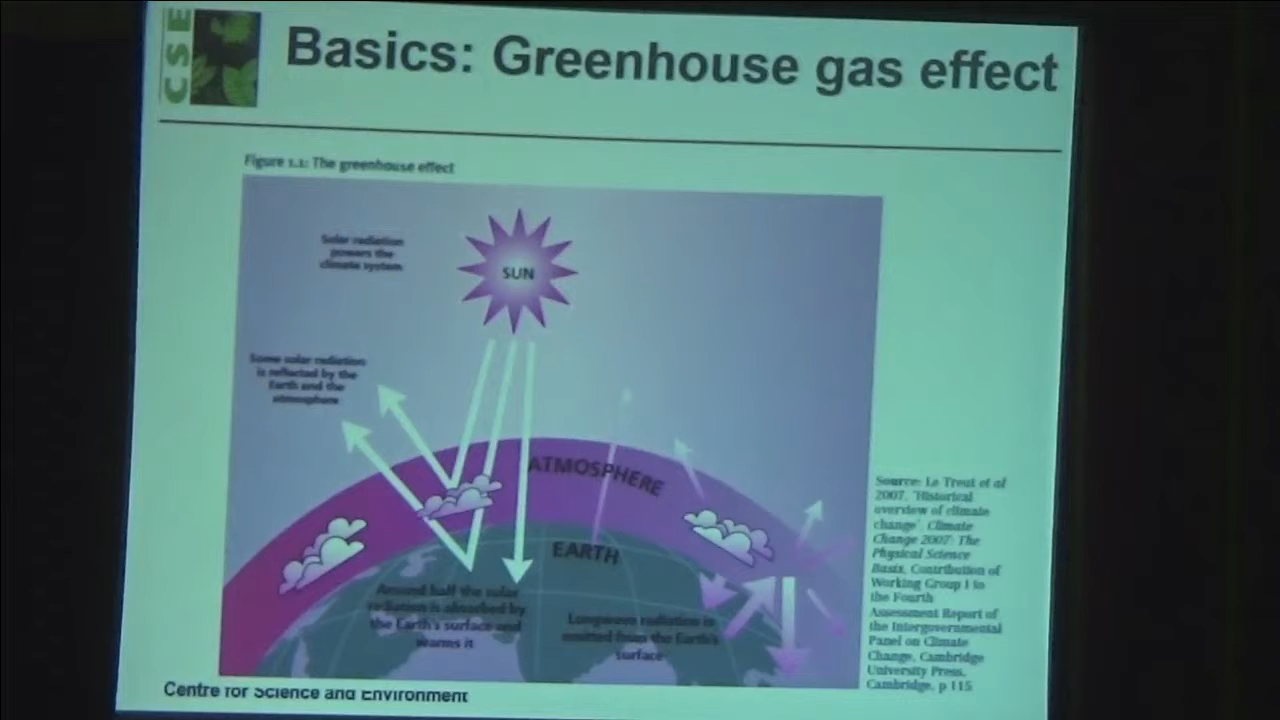 CSE
Basics: Greenhouse gas effect
Figure 1.1: The greenhouse effect
Solar radiation
powers the
climate system
SUN
Some solar radiation
is reflected by the
Earth and the
atmosphere
ATMOSPHERE
EARTH
Around half the solar
radiation is absorbed by
the Earth's surface and
warms it
Longwave radiation is
emitted from the Earth's
surface
Source: Le Treut et al
2007, 'Historical
overview of climate
change', Climate
Change 2007: The
Physical Science
Basis, Contribution of
Working Group I to
the Fourth
Assessment Report of
the Intergovernmental
Panel on Climate
Change, Cambridge
University Press,
Cambridge, p 115
Centre for Science and Environment